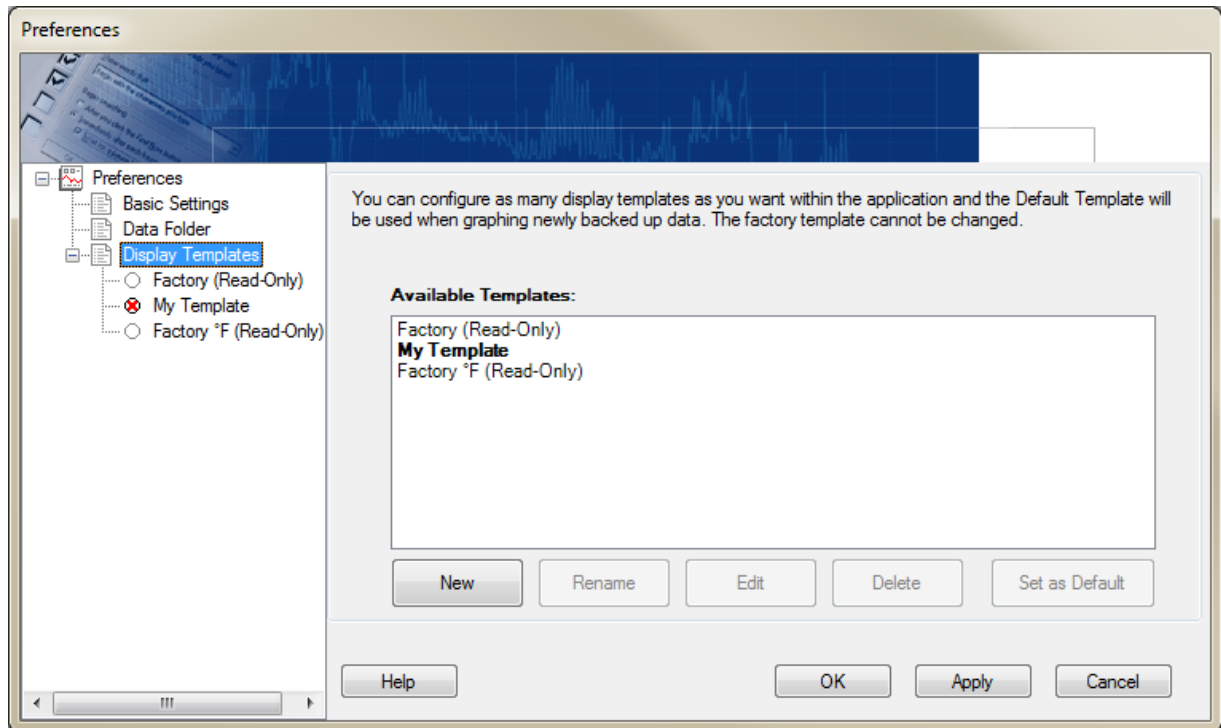 Preferences
Preferences
Basic Settings
Data Folder
Display Templates
Factory (Read-Only)
My Template
Factory °F (Read-Only)
You can configure as many display templates as you want within the application and the Default Template will
be used when graphing newly backed up data. The factory template cannot be changed.
Available Templates:
Factory (Read-Only)
My Template
Factory °F (Read-Only)
New
Rename
Edit
Delete
Set as Default
Help
OK
Apply
Cancel